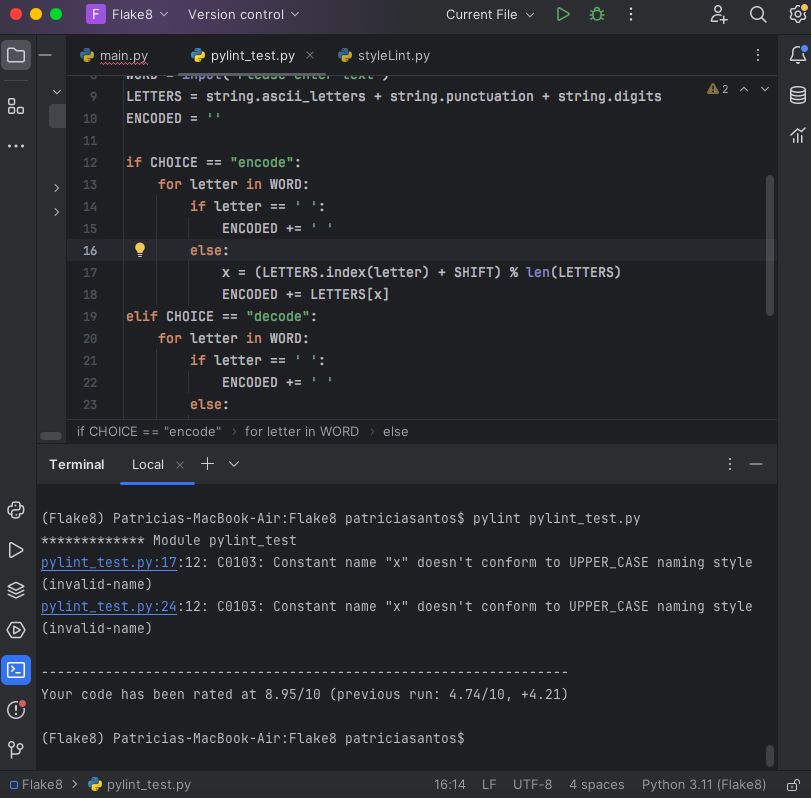 F Flake8 Version control Current File
main.py pylint_test.py × styleLint.py
8 WORD = input("Please enter text")
9 LETTERS = string.ascii_letters + string.punctuation + string.digits
2
10 ENCODED = ''
11
12 if CHOICE == "encode":
13 for letter in WORD:
14 if letter == ' ':
15 ENCODED += ' '
16 else:
17 x = (LETTERS.index(letter) + SHIFT) % len(LETTERS)
18 ENCODED += LETTERS[x]
19 elif CHOICE == "decode":
20 for letter in WORD:
21 if letter == ' ':
22 ENCODED += ' '
23 else:
if CHOICE == "encode" › for letter in WORD › else
Terminal Local × +
(Flake8) Patricias-MacBook-Air:Flake8 patriciasantos$ pylint pylint_test.py
************* Module pylint_test
pylint_test.py:17:12: C0103: Constant name "x" doesn't conform to UPPER_CASE naming style
(invalid-name)
pylint_test.py:24:12: C0103: Constant name "x" doesn't conform to UPPER_CASE naming style
(invalid-name)
------------------------------------------------------------------
Your code has been rated at 8.95/10 (previous run: 4.74/10, +4.21)
(Flake8) Patricias-MacBook-Air:Flake8 patriciasantos$
Flake8 › pylint_test.py 16:14 LF UTF-8 4 spaces Python 3.11 (Flake8)